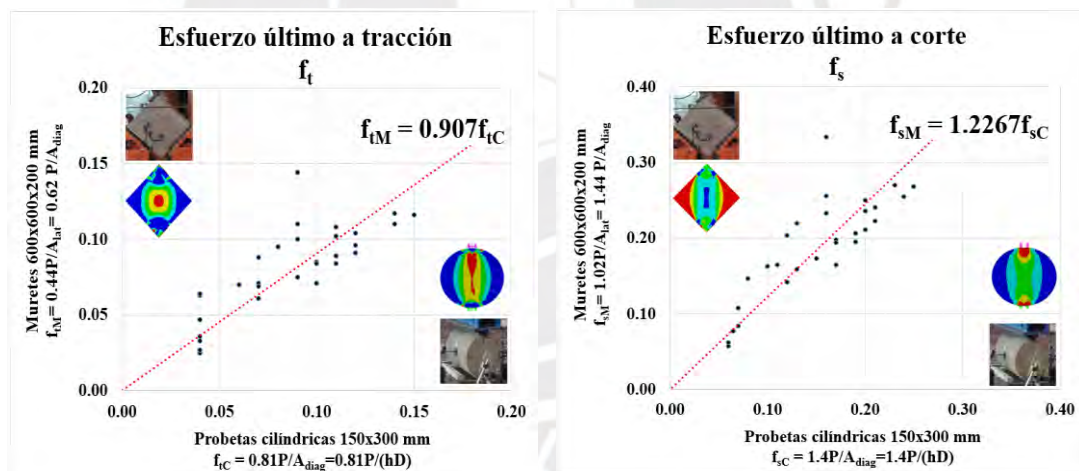 Esfuerzo último a tracción
f_t
0.20
0.15
0.10
0.05
0.00
0.00 0.05 0.10 0.15 0.20
f_tM = 0.907f_tC
Muretes 600x600x200 mm
f_tM = 0.44P/A_lat = 0.62 P/A_diag
Probetas cilíndricas 150x300 mm
f_tC = 0.81P/A_diag=0.81P/(hD)
Esfuerzo último a corte
f_s
0.40
0.30
0.20
0.10
0.00
0.00 0.10 0.20 0.30 0.40
f_sM = 1.2267f_sC
Muretes 600x600x200 mm
f_sM = 1.02P/A_lat = 1.44 P/A_diag
Probetas cilíndricas 150x300 mm
f_sC = 1.4P/A_diag=1.4P/(hD)